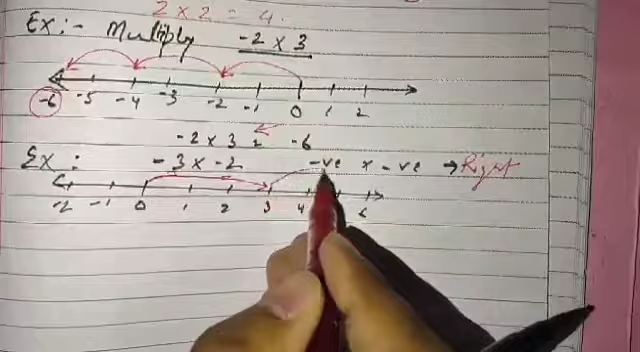 2 x 2 = 4.
Ex:- Multiply -2 x 3
-6 -5 -4 -3 -2 -1 0 1 2
-2 x 3 = -6
Ex: -3 x -2 -ve x -ve → Right
-2 -1 0 1 2 3 4 6